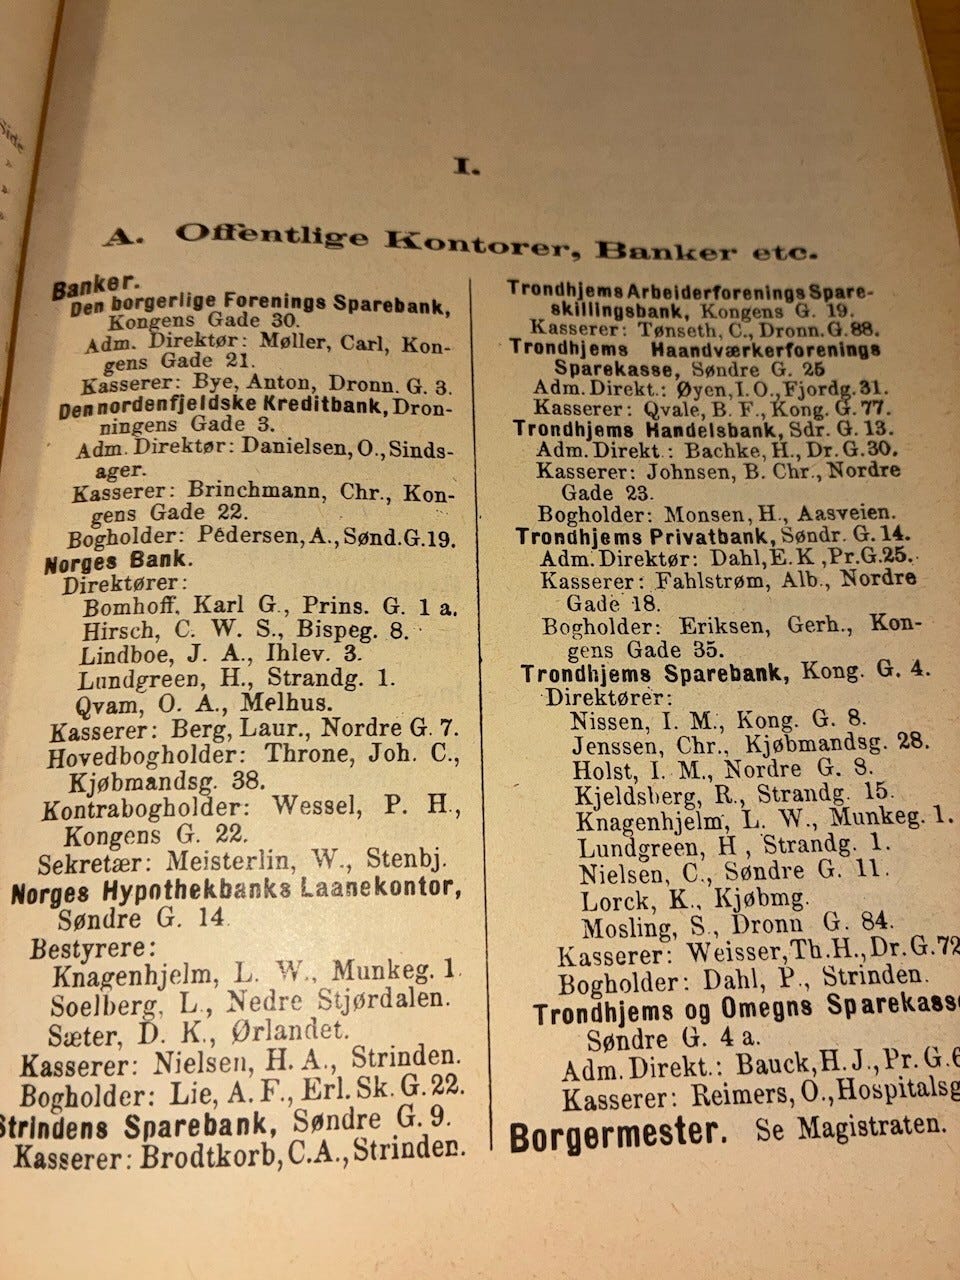 Side
I.
A. Offentlige Kontorer, Banker etc.
Banker.
Den borgerlige Forenings Sparebank,
Kongens Gade 30.
Adm. Direktør: Møller, Carl, Kon-
gens Gade 21.
Kasserer: Bye, Anton, Dronn. G. 3.
Den nordenfjeldske Kreditbank, Dron-
ningens Gade 3.
Adm. Direktør: Danielsen, O., Sinds-
ager.
Kasserer: Brinchmann, Chr., Kon-
gens Gade 22.
Bogholder: Pedersen, A., Sønd. G. 19.
Norges Bank.
Direktører:
Bomhoff, Karl G., Prins. G. 1 a.
Hirsch, C. W. S., Bispeg. 8.
Lindboe, J. A., Ihlev. 3.
Lundgreen, H., Strandg. 1.
Qvam, O. A., Melhus.
Kasserer: Berg, Laur., Nordre G. 7.
Hovedbogholder: Throne, Joh. C.,
Kjøbmandsg. 38.
Kontrabogholder: Wessel, P. H.,
Kongens G. 22.
Sekretær: Meisterlin, W., Stenbj.
Norges Hypothekbanks Laanekontor,
Søndre G. 14.
Bestyrere:
Knagenhjelm, L. W., Munkeg. 1.
Soelberg, L., Nedre Stjørdalen.
Sæter, D. K., Ørlandet.
Kasserer: Nielsen, H. A., Strinden.
Bogholder: Lie, A. F., Erl. Sk. G. 22.
Strindens Sparebank, Søndre G. 9.
Kasserer: Brodtkorb, C. A., Strinden.
Trondhjems Arbeiderforenings Spare-
skillingsbank, Kongens G. 19.
Kasserer: Tønseth, C., Dronn. G. 88.
Trondhjems Haandværkerforenings
Sparekasse, Søndre G. 25
Adm. Direkt.: Øyen, I. O., Fjordg. 31.
Kasserer: Qvale, B. F., Kong. G. 77.
Trondhjems Handelsbank, Sdr. G. 13.
Adm. Direkt.: Bachke, H., Dr. G. 30.
Kasserer: Johnsen, B. Chr., Nordre
Gade 23.
Bogholder: Monsen, H., Aasveien.
Trondhjems Privatbank, Søndr. G. 14.
Adm. Direktør: Dahl, E. K., Pr. G. 25.
Kasserer: Fahlstrøm, Alb., Nordre
Gade 18.
Bogholder: Eriksen, Gerh., Kon-
gens Gade 35.
Trondhjems Sparebank, Kong. G. 4.
Direktører:
Nissen, I. M., Kong. G. 8.
Jenssen, Chr., Kjøbmandsg. 28.
Holst, I. M., Nordre G. 8.
Kjeldsberg, R., Strandg. 15.
Knagenhjelm, L. W., Munkeg. 1.
Lundgreen, H., Strandg. 1.
Nielsen, C., Søndre G. 11.
Lorck, K., Kjøbmg.
Mosling, S., Dronn G. 84.
Kasserer: Weisser, Th. H., Dr. G. 72
Bogholder: Dahl, P., Strinden.
Trondhjems og Omegns Sparekasse
Søndre G. 4 a.
Adm. Direkt.: Bauck, H. J., Pr. G. 6
Kasserer: Reimers, O., Hospitalsg
Borgermester. Se Magistraten.